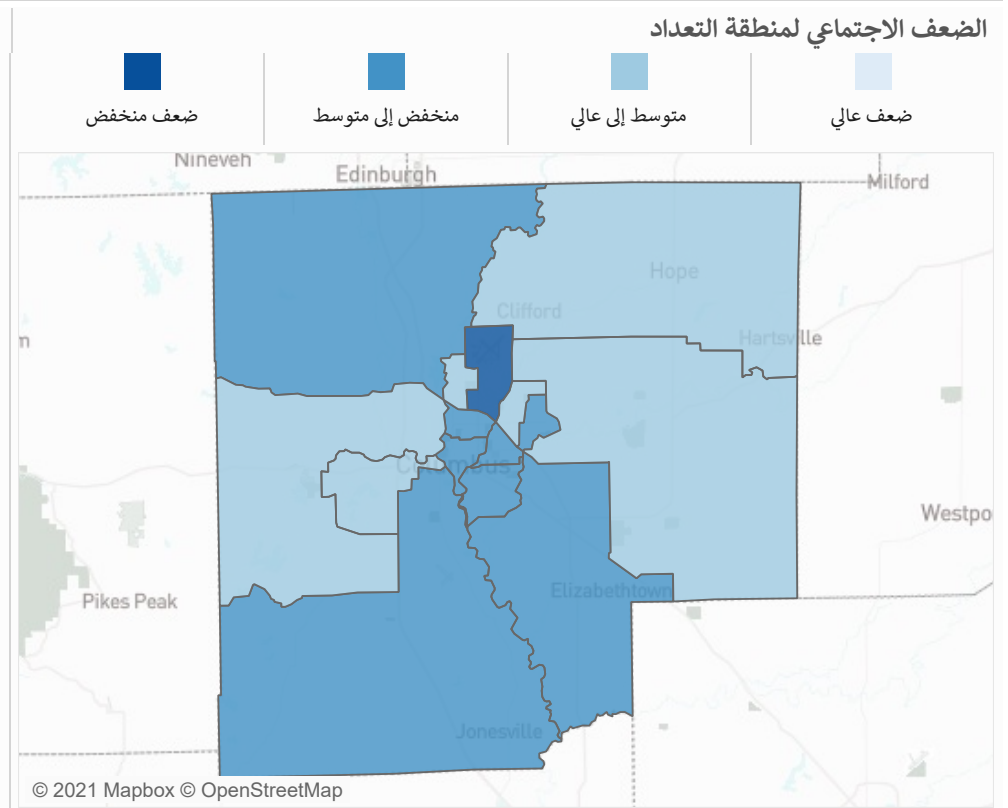 الضعف الاجتماعي لمنطقة التعداد
ضعف عالي
متوسط إلى عالي
منخفض إلى متوسط
ضعف منخفض
Nineveh
Edinburgh
Milford
Hope
Clifford
Hartsville
Columbus
Westpo
Elizabethtown
Pikes Peak
Jonesville
© 2021 Mapbox © OpenStreetMap